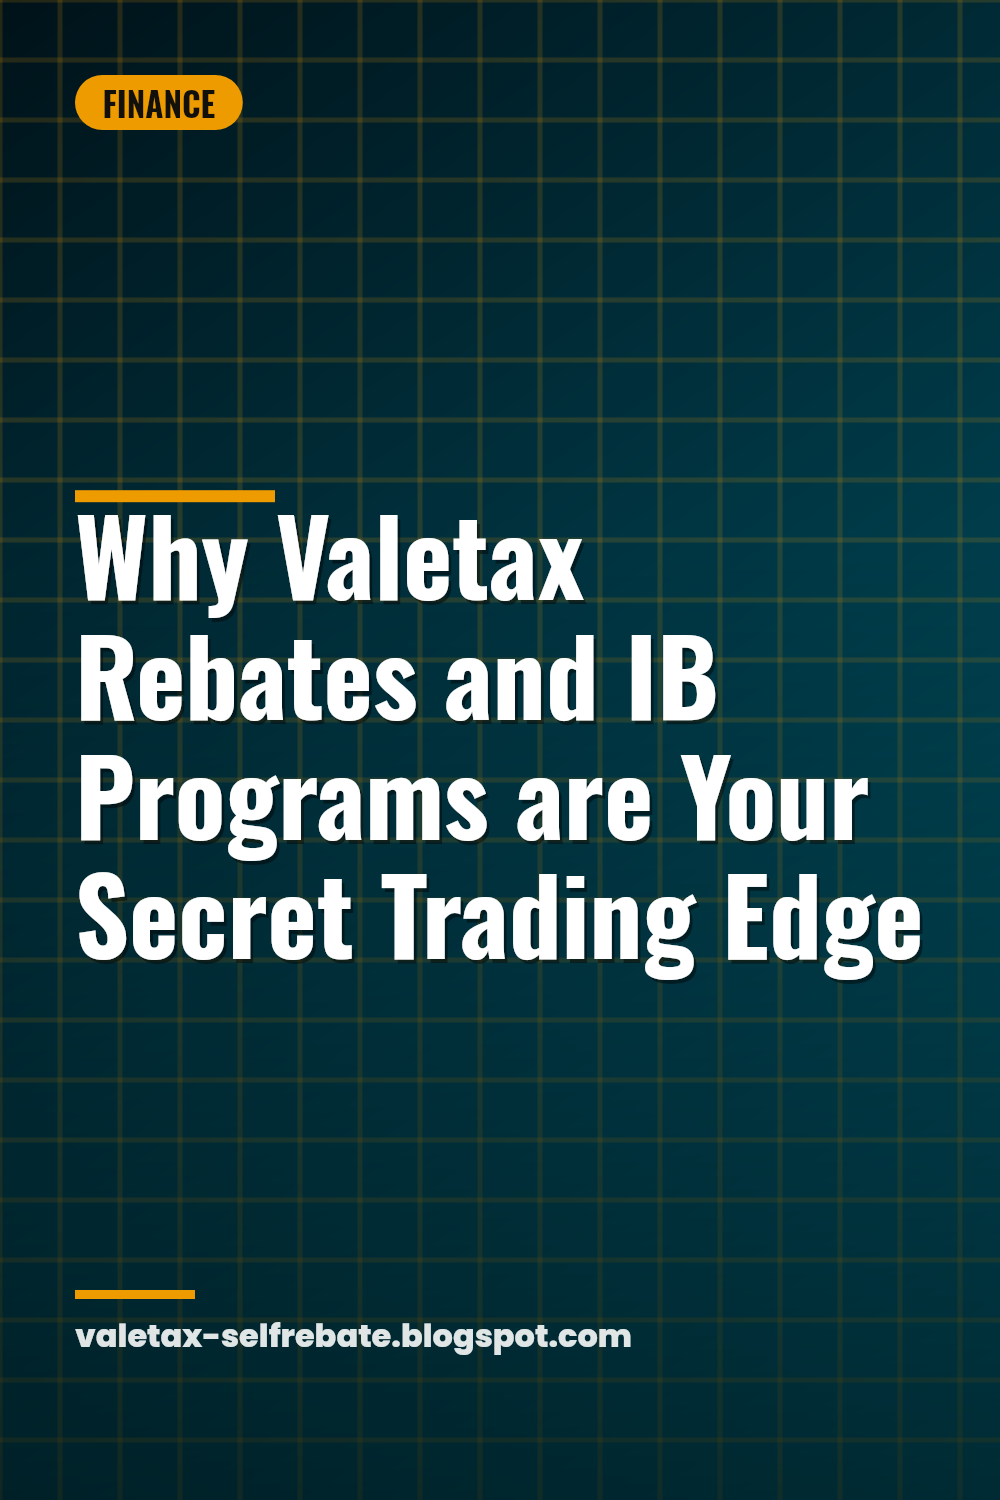 FINANCE
Why Valetax
Rebates and IB
Programs are Your
Secret Trading Edge
valetax-selfrebate.blogspot.com